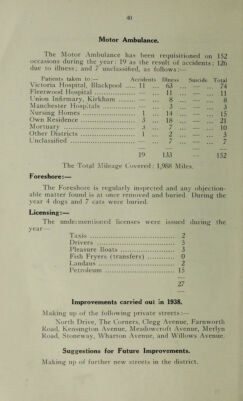 40
Motor Ambulance.
The Motor Ambulance has been requisitioned on 152
occasions during the year: 19 as the result of accidents; 126
due to illness; and 7 unclassified, as follows:—
Patients taken to:— Accidents Illness Suicide Total
Victoria Hospital, Blackpool .... 11 ... 63 ... ... 74
Fleetwood Hospital ... ... 11 ... ... 11
Union Infirmary, Kirkham ... ... 8 ... ... 8
Manchester Hospitals ... ... 3 ... ... 3
Nursing Homes ... 1 ... 14 ... ... 15
Own Residence ... 3 ... 18 ... ... 21
Mortuary ... 3 ... 7 ... ... 10
Other Districts ... 1 ... 2 ... ... 3
Unclassified ... ... 7 ... ... 7
19 133 152
The Total Mileage Covered: 1,988 Miles.
Foreshore:—
The Foreshore is regularly inspected and any objection-
able matter found is at once removed and buried. During the
year 4 dogs and 7 cats were buried.
Licensing:—
The undermentioned licenses were issued during the
year—
Taxis ... 2
Drivers ... 5
Pleasure Boats ... 3
Fish Fryers (transfers) ... 0
Landaus ... 2
Petroleum ... 15
27
Improvements carried out in 1938.
Making up of the following private streets:—
North Drive, The Corners, Clegg Avenue, Farnworth
Road, Kensington Avenue, Meadowcroft Avenue, Merlyn
Road, Stoneway, Wharton Avenue, and Willows Avenue.
Suggestions for Future Improvements.
Making up of further new streets in the district.